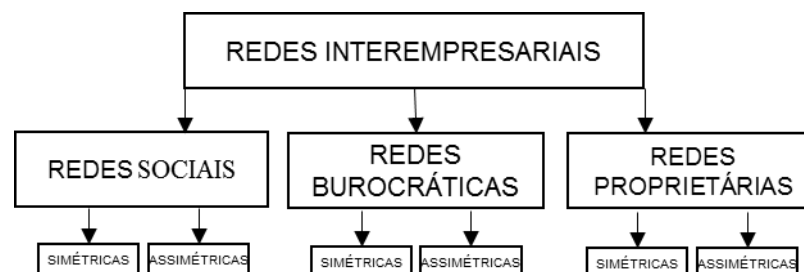 REDES INTEREMPRESARIAIS
REDES SOCIAIS
REDES
BUROCRÁTICAS
REDES
PROPRIETÁRIAS
SIMÉTRICAS
ASSIMÉTRICAS
SIMÉTRICAS
ASSIMÉTRICAS
SIMÉTRICAS
ASSIMÉTRICAS